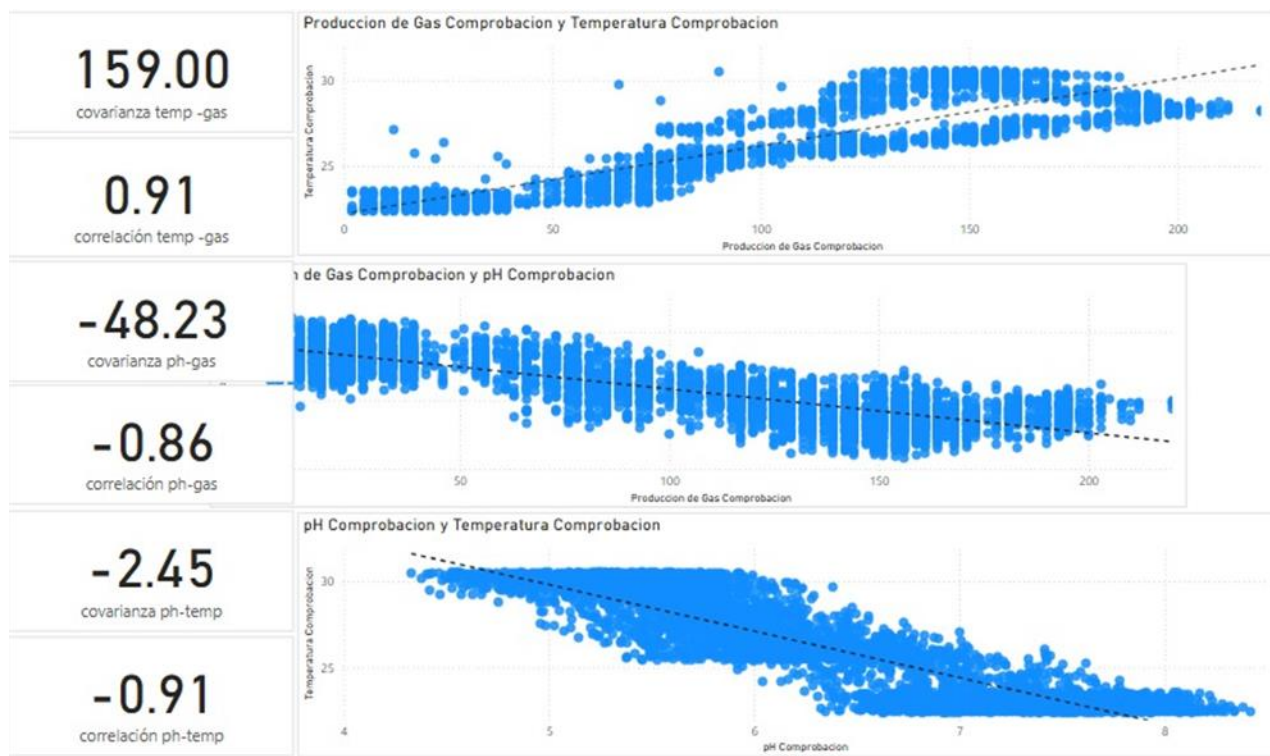 159.00
covarianza temp -gas
0.91
correlación temp -gas
-48.23
covarianza ph-gas
-0.86
correlación ph-gas
-2.45
covarianza ph-temp
-0.91
correlación ph-temp
Produccion de Gas Comprobacion y Temperatura Comprobacion
Temperatura Comprobacion
30
25
0 50 100 150 200
Produccion de Gas Comprobacion
de Gas Comprobacion y pH Comprobacion
50 100 150 200
Produccion de Gas Comprobacion
pH Comprobacion y Temperatura Comprobacion
Temperatura Comprobacion
30
25
4 5 6 7 8
pH Comprobacion